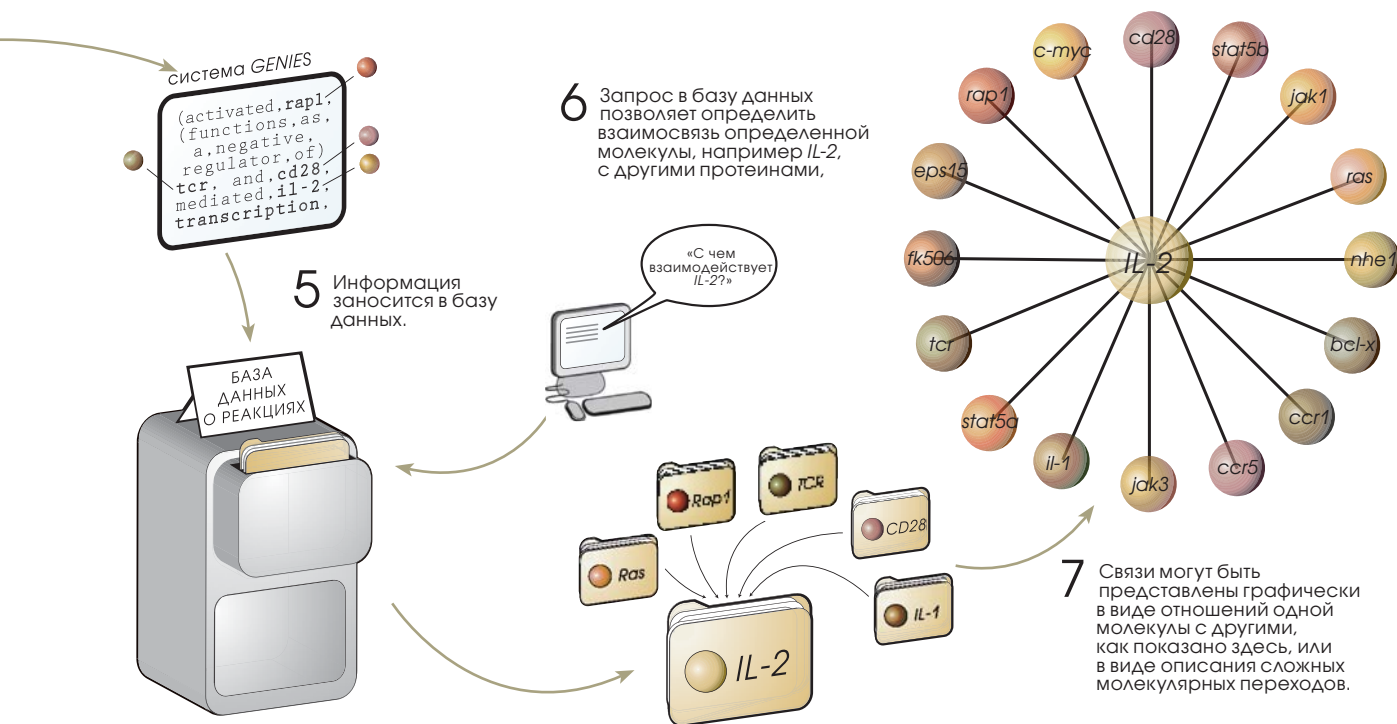 система GENIES
(activated,rap1,
(functions,as,
a,negative,
regulator,of)
tcr, and,cd28,
mediated,il-2,
transcription,
5 Информация
заносится в базу
данных.
БАЗА
ДАННЫХ
О РЕАКЦИЯХ
6 Запрос в базу данных
позволяет определить
взаимосвязь определенной
молекулы, например IL-2,
с другими протеинами,
«С чем
взаимодействует
IL-2?»
Ras
Rap1
TCR
CD28
IL-1
IL-2
cd28
stat5b
jak1
ras
nhe1
bcl-x
ccr1
ccr5
jak3
il-1
stat5a
tcr
fk506
eps15
rap1
c-myc
IL-2
7 Связи могут быть
представлены графически
в виде отношений одной
молекулы с другими,
как показано здесь, или
в виде описания сложных
молекулярных переходов.